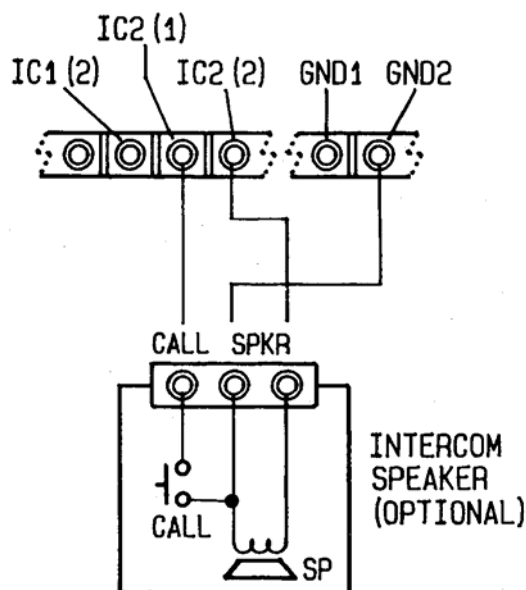 IC2(1)
IC1(2) IC2(2) GND1 GND2
CALL SPKR
INTERCOM
SPEAKER
(OPTIONAL)
CALL
SP